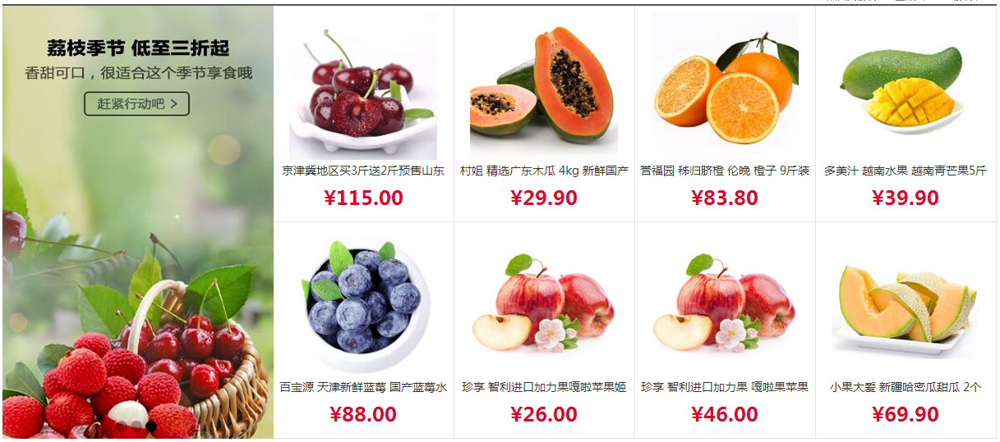 荔枝季节 低至三折起
香甜可口，很适合这个季节享食哦
赶紧行动吧 >
京津冀地区买3斤送2斤预售山东
¥115.00
村姐 精选广东木瓜 4kg 新鲜国产
¥29.90
誉福园 秭归脐橙 伦晚 橙子 9斤装
¥83.80
多美汁 越南水果 越南青芒果5斤
¥39.90
百宝源 天津新鲜蓝莓 国产蓝莓水
¥88.00
珍享 智利进口加力果嘎啦苹果姬
¥26.00
珍享 智利进口加力果 嘎啦果苹果
¥46.00
小果大爱 新疆哈密瓜甜瓜 2个
¥69.90